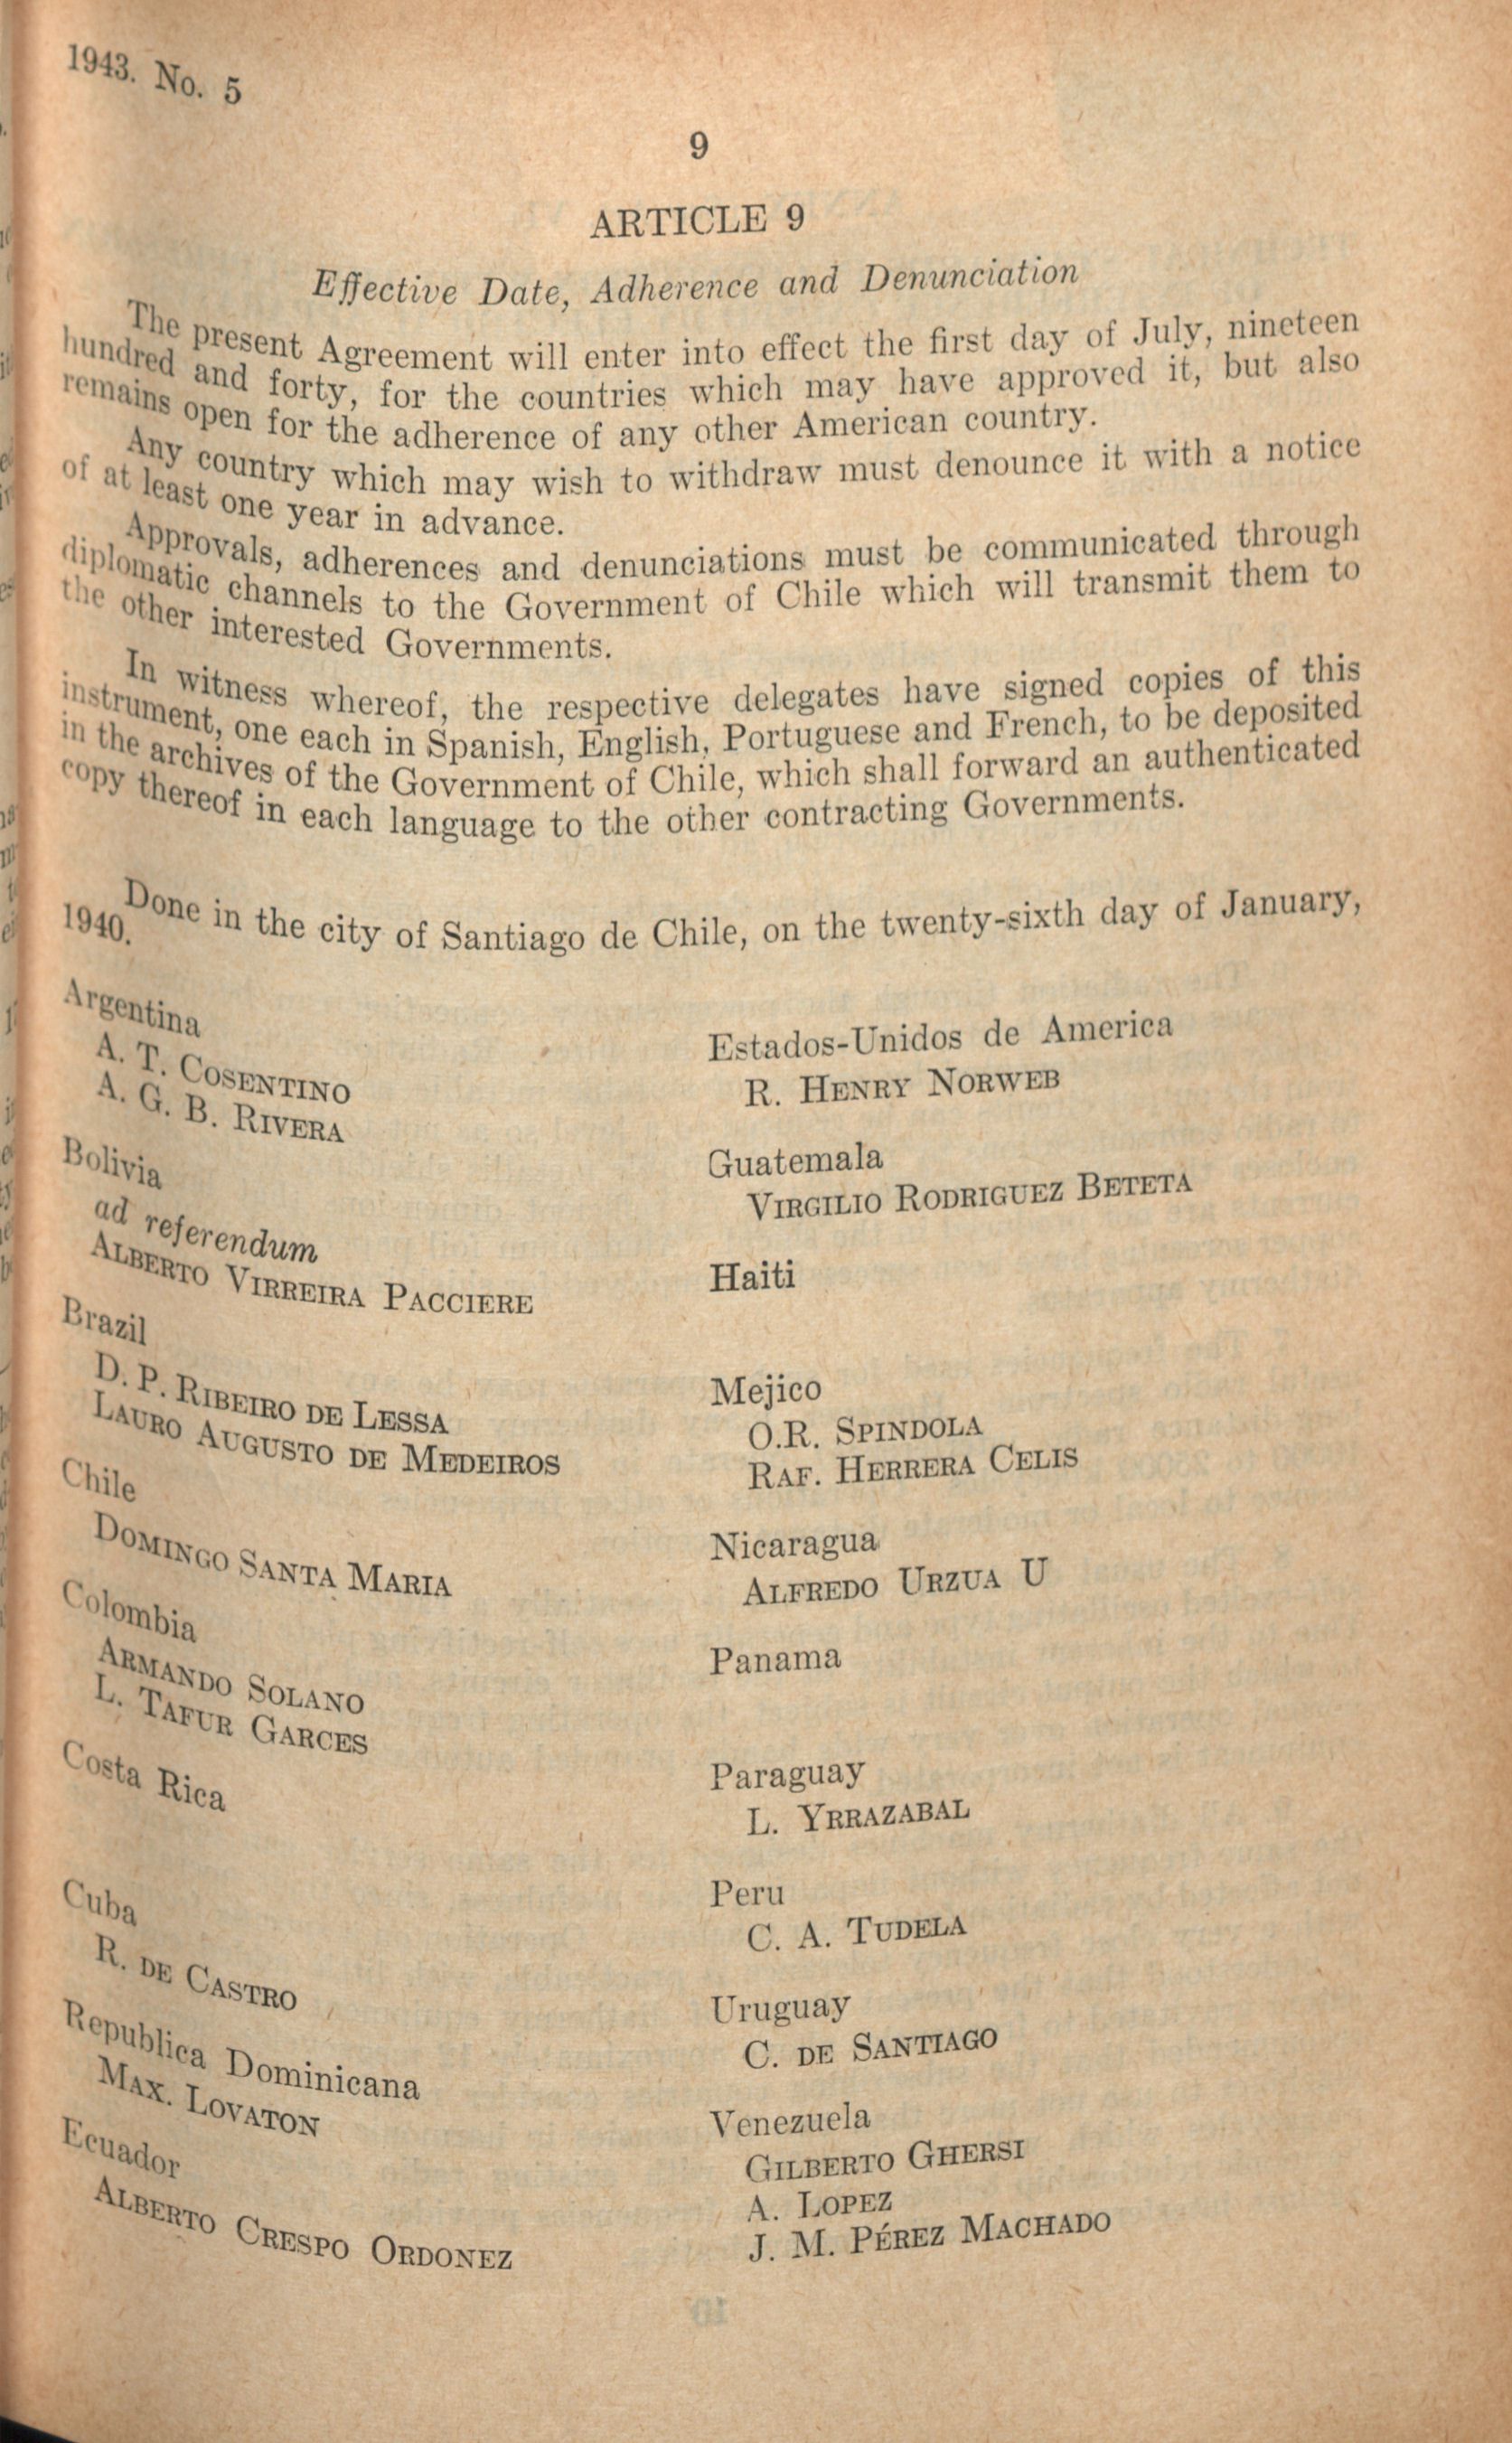 1943. No. 5
9
ARTICLE 9
Effective Date, Adherence and Denunciation
The present Agreement will enter into effect the first day of July, nineteen
hundred and forty, for the countries which may have approved it, but also
remains open for the adherence of any other American country.
Any country which may wish to withdraw must denounce it with a notice
of at least one year in advance.
Approvals, adherences and denunciations must be communicated through
diplomatic channels to the Government of Chile which will transmit them to
the other interested Governments.
In witness whereof, the respective delegates have signed copies of this
instrument, one each in Spanish, English, Portuguese and French, to be deposited
in the archives of the Government of Chile, which shall forward an authenticated
copy thereof in each language to the other contracting Governments.
Done in the city of Santiago de Chile, on the twenty-sixth day of January,
1940.
Argentina
A. T. COSENTINO
A. G. B. RIVERA
Bolivia
ad referendum
ALBERTO VIRREIRA PACCIERE
Brazil
D. P. RIBEIRO DE LESSA
LAURO AUGUSTO DE MEDEIROS
Chile
DOMINGO SANTA MARIA
Colombia
ARMANDO SOLANO
L. TAFUR GARCES
Costa Rica
Cuba
R. DE CASTRO
Republica Dominicana
MAX. LOVATON
Ecuador
ALBERTO CRESPO ORDONEZ
Estados-Unidos de America
R. HENRY NORWEB
Guatemala
VIRGILIO RODRIGUEZ BETETA
Haiti
Mejico
O.R. SPINDOLA
RAF. HERRERA CELIS
Nicaragua
ALFREDO URZUA U
Panama
Paraguay
L. YRRAZABAL
Peru
C. A. TUDELA
Uruguay
C. DE SANTIAGO
Venezuela
GILBERTO GHERSI
A. LOPEZ
J. M. PÉREZ MACHADO